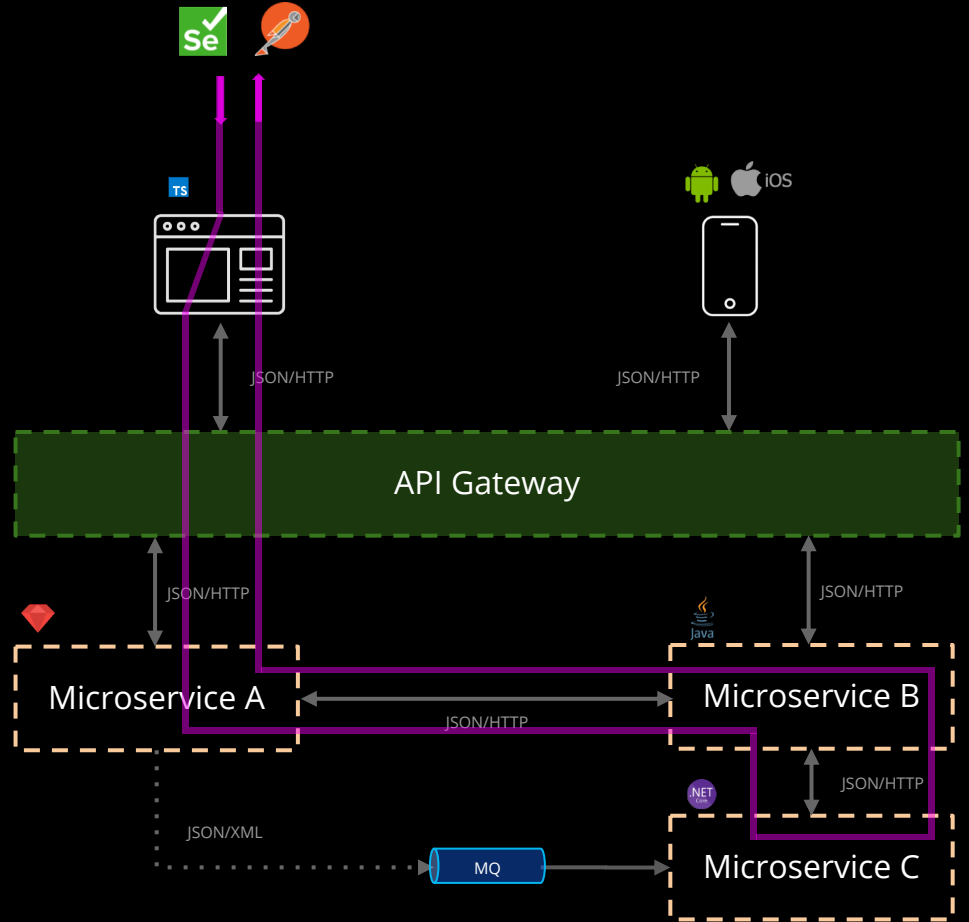 Se
TS
iOS
JSON/HTTP
JSON/HTTP
API Gateway
JSON/HTTP
JSON/HTTP
Java
Microservice A
Microservice B
JSON/HTTP
JSON/HTTP
.NET
Core
JSON/XML
MQ
Microservice C